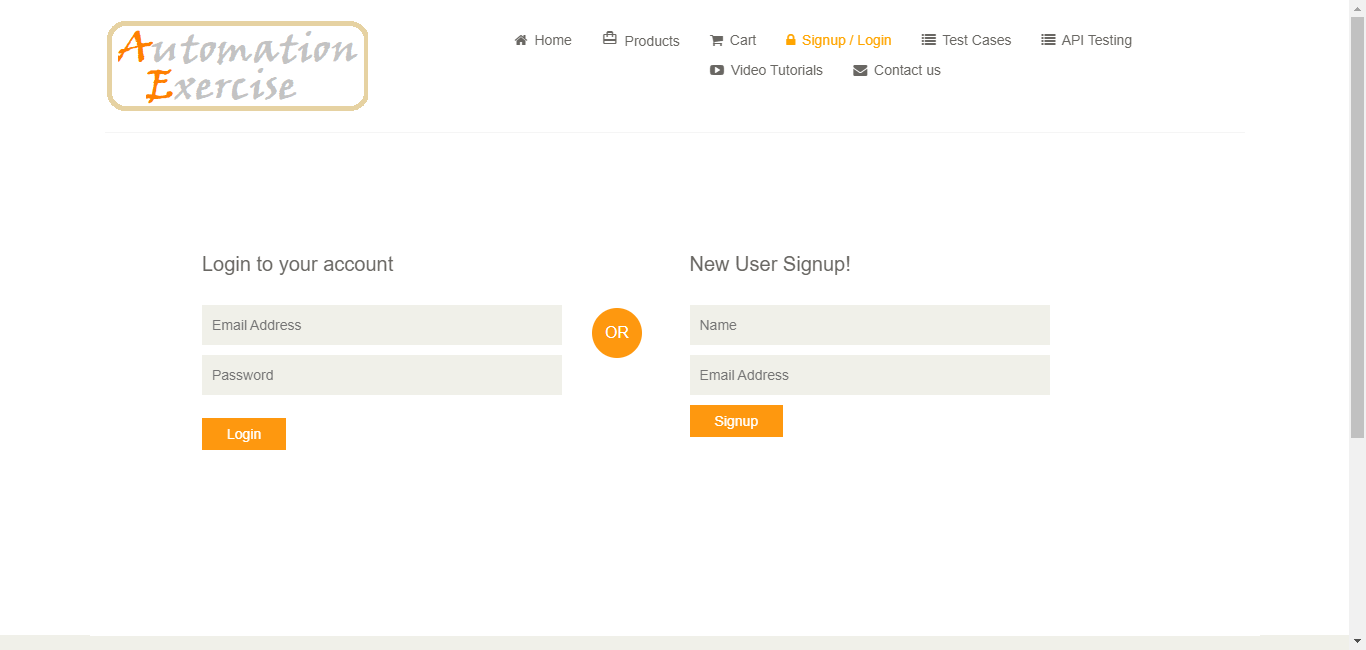 Automation
Exercise
Home Products Cart Signup / Login Test Cases API Testing
Video Tutorials Contact us
Login to your account
Email Address
Password
Login
OR
New User Signup!
Name
Email Address
Signup